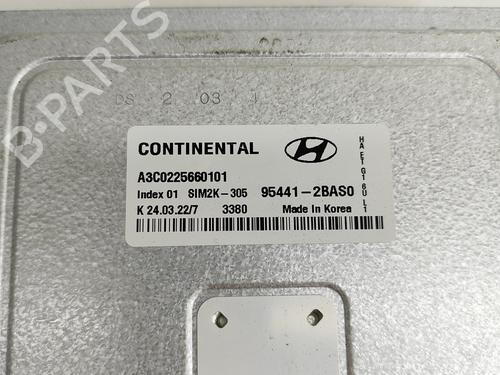 DS 2 03 1
CONTINENTAL
A3C0225660101
Index 01 SIM2K-305 95441-2BAS0
K 24.03.22/7 3380 Made in Korea
B-PARTS